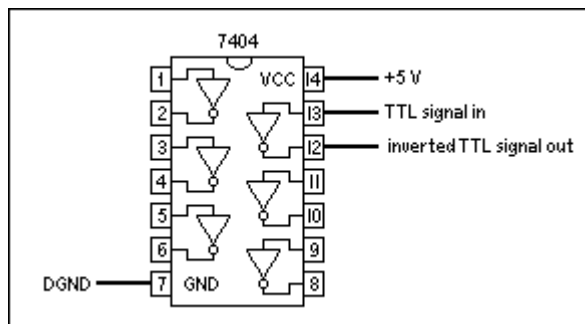 7404
1 VCC 14 +5 V
2 13 TTL signal in
3 12 inverted TTL signal out
4 11
5 10
6 9
DGND 7 GND 8